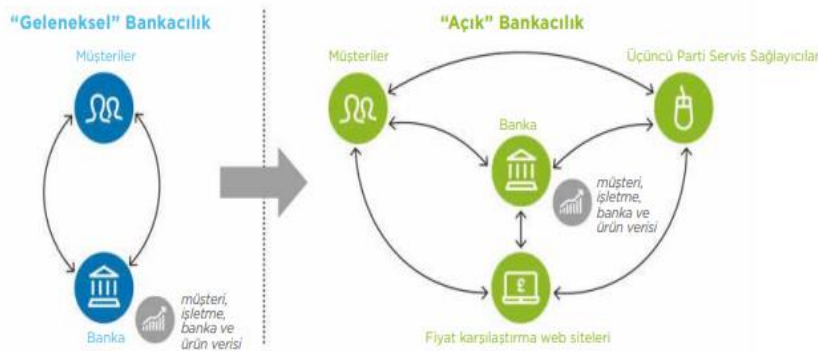 “Geleneksel” Bankacılık
Müşteriler
Banka
müşteri,
işletme,
banka ve
ürün verisi
“Açık” Bankacılık
Müşteriler
Üçüncü Parti Servis Sağlayıcılar
Banka
müşteri,
işletme,
banka ve
ürün verisi
£
Fiyat karşılaştırma web siteleri